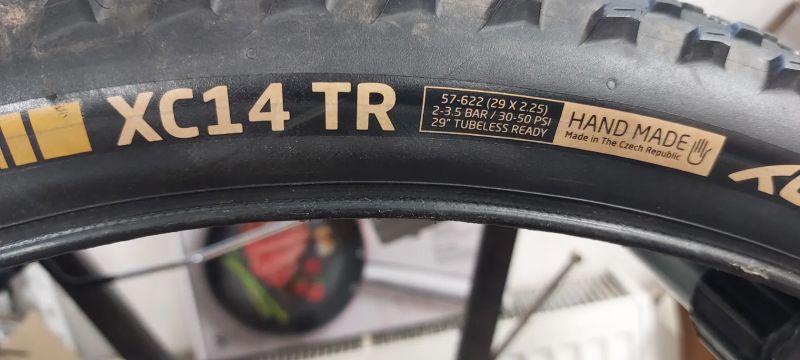 XC14 TR
57-622 (29 X 2.25)
2-3.5 BAR / 30-50 PSI
29" TUBELESS READY
HAND MADE
Made in The Czech Republic